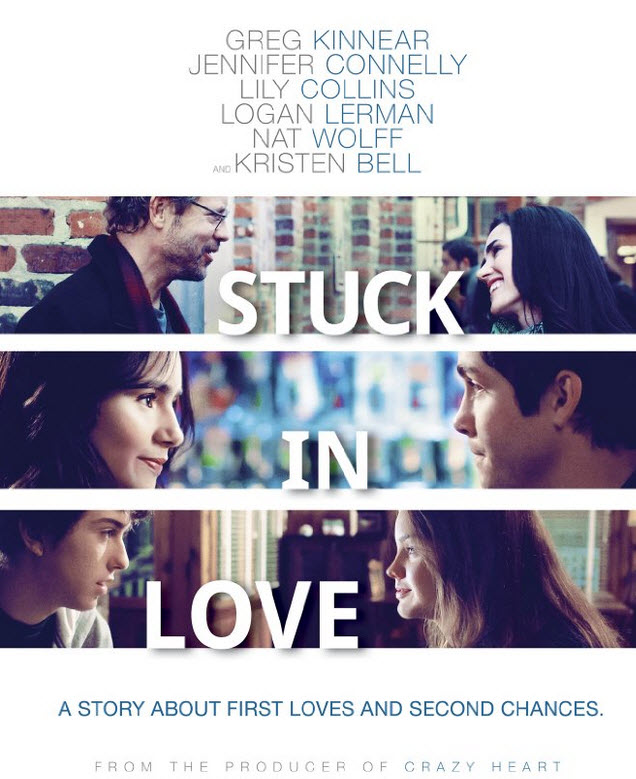 GREG KINNEAR
JENNIFER CONNELLY
LILY COLLINS
LOGAN LERMAN
NAT WOLFF
AND KRISTEN BELL
STUCK
IN
LOVE
A STORY ABOUT FIRST LOVES AND SECOND CHANCES.
FROM THE PRODUCER OF CRAZY HEART